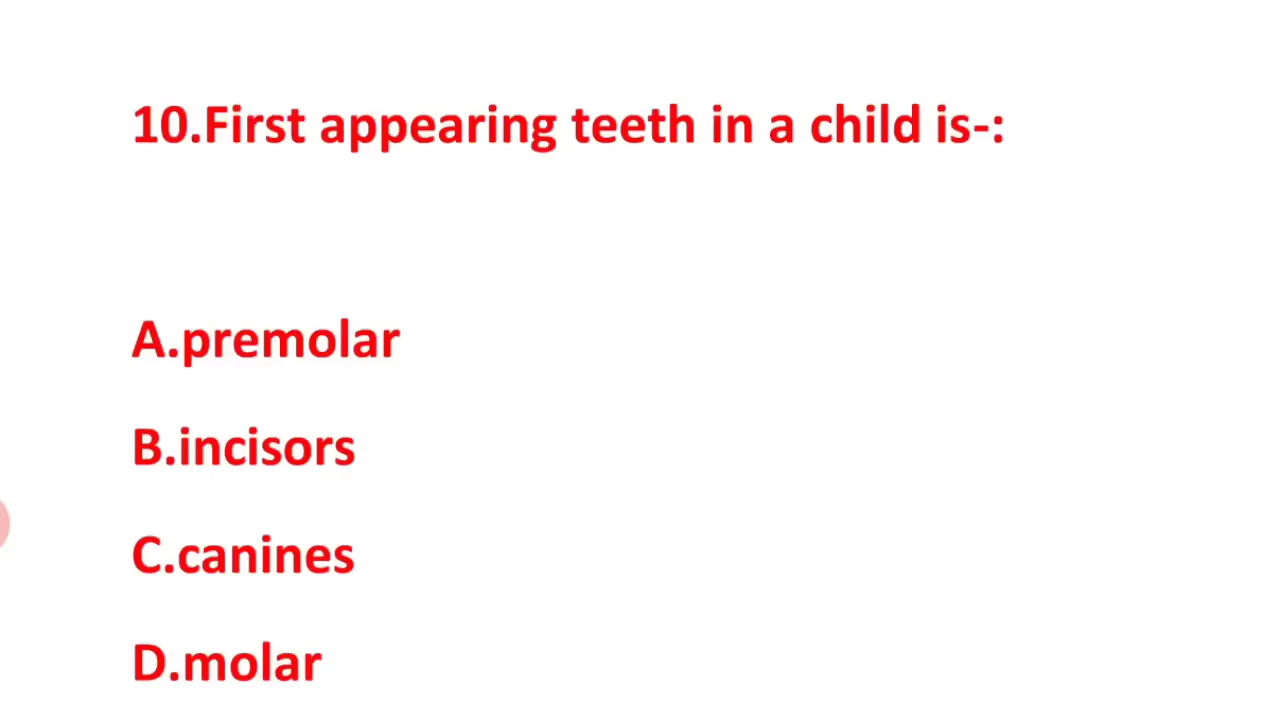 10.First appearing teeth in a child is-:
A.premolar
B.incisors
C.canines
D.molar